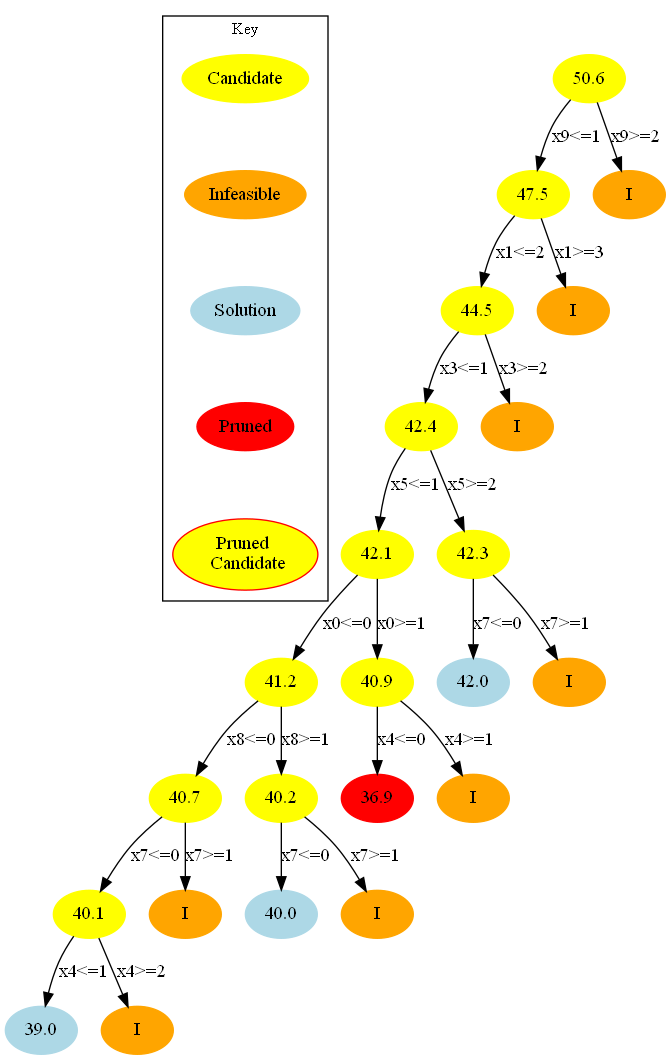 Key
Candidate
Infeasible
Solution
Pruned
Pruned
Candidate
50.6
x9<=1
x9>=2
47.5
I
x1<=2
x1>=3
44.5
I
x3<=1
x3>=2
42.4
I
x5<=1
x5>=2
42.1
42.3
x0<=0
x0>=1
x7<=0
x7>=1
41.2
40.9
42.0
I
x8<=0
x8>=1
x4<=0
x4>=1
40.7
40.2
36.9
I
x7<=0
x7>=1
x7<=0
x7>=1
40.1
I
40.0
I
x4<=1
x4>=2
39.0
I